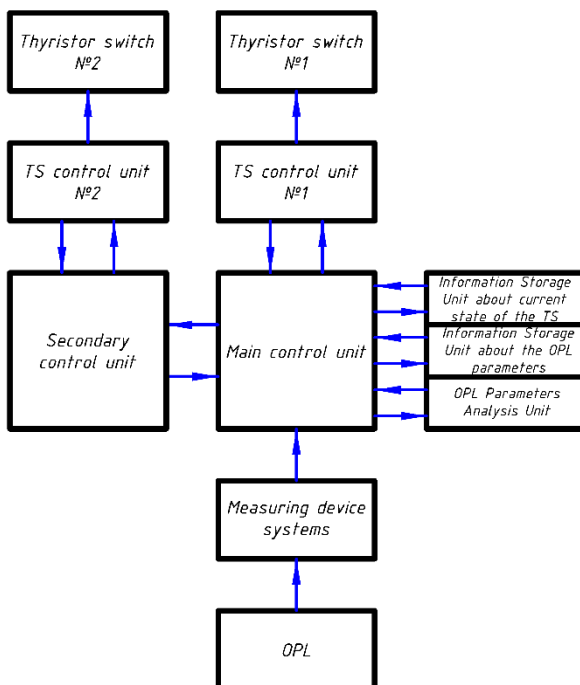 Thyristor switch
№2
Thyristor switch
№1
TS control unit
№2
TS control unit
№1
Secondary
control unit
Main control unit
Information Storage
Unit about current
state of the TS
Information Storage
Unit about the OPL
parameters
OPL Parameters
Analysis Unit
Measuring device
systems
OPL